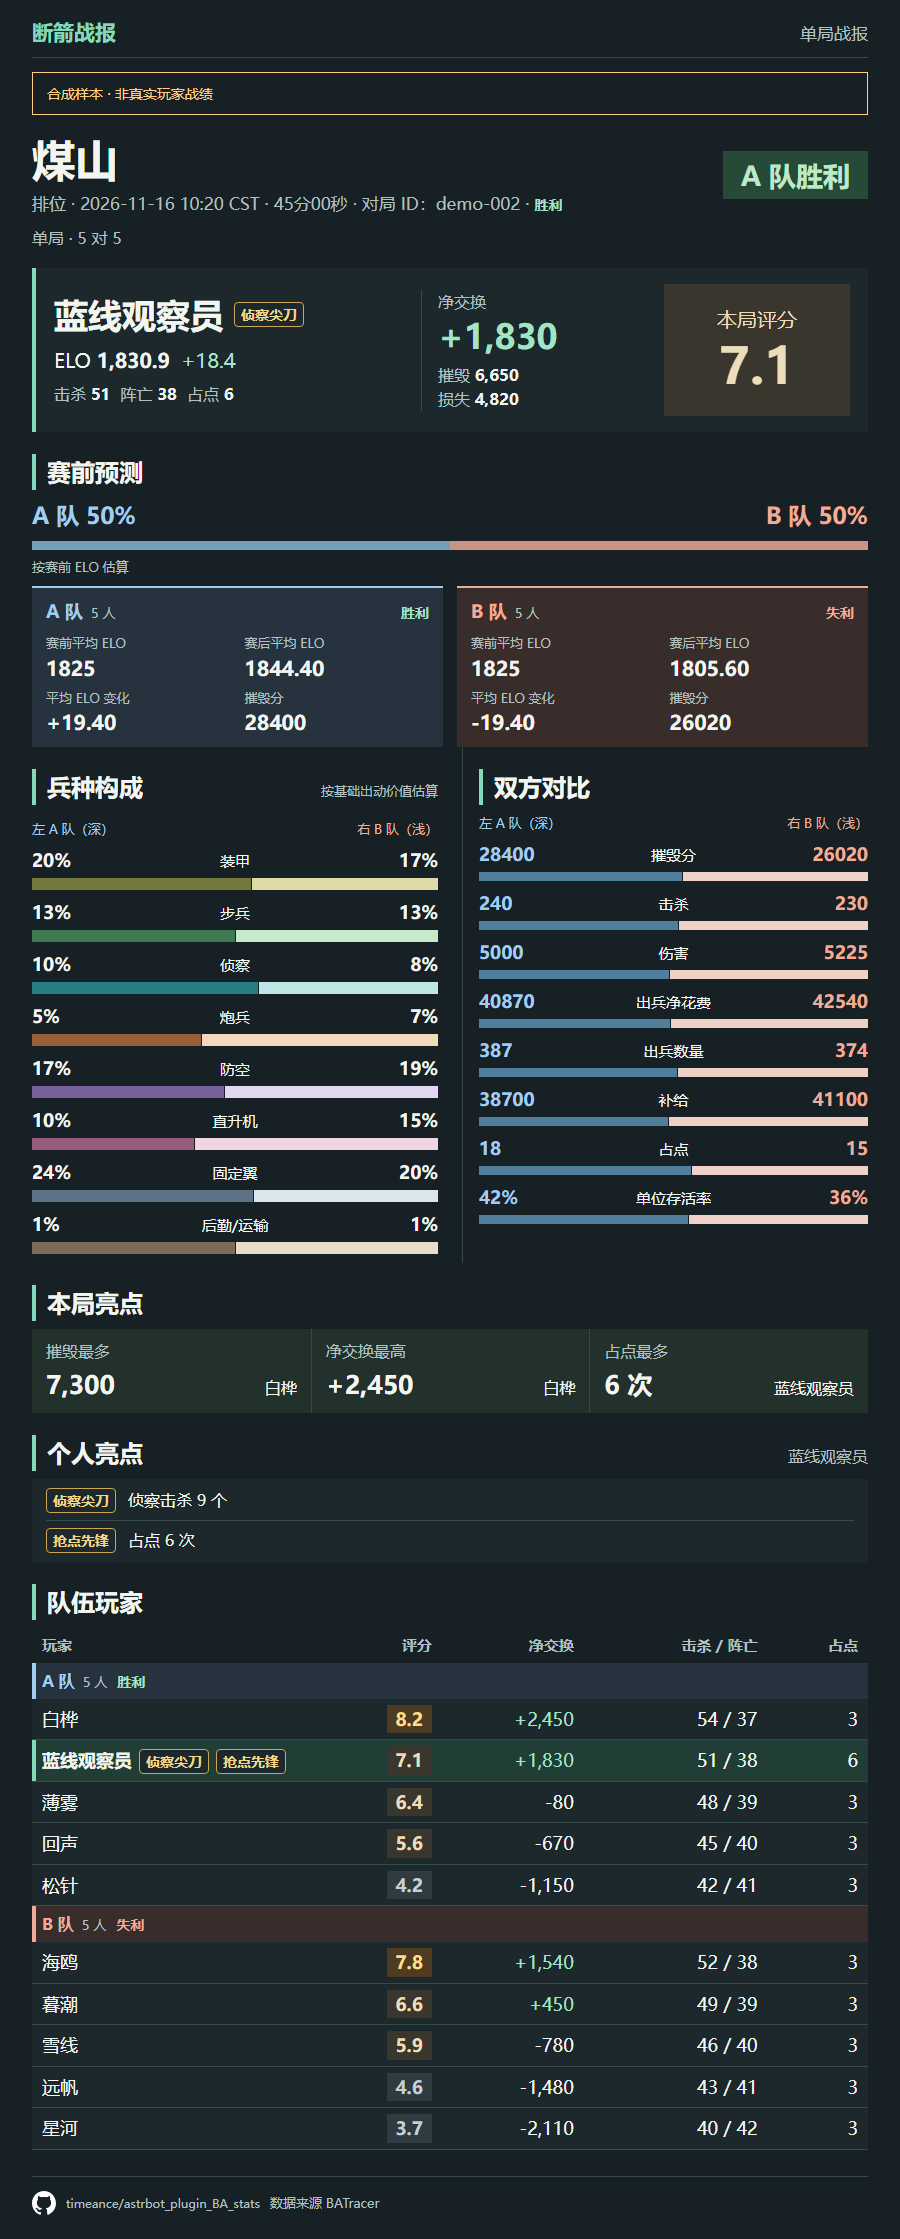 断箭战报 单局战报
合成样本 · 非真实玩家战绩
煤山
A 队胜利
排位 · 2026-11-16 10:20 CST · 45分00秒 · 对局 ID：demo-002 · 胜利
单局 · 5 对 5
蓝线观察员 侦察尖刀
ELO 1,830.9 +18.4
击杀 51 阵亡 38 占点 6
净交换
+1,830
摧毁 6,650
损失 4,820
本局评分
7.1
赛前预测
A 队 50% B 队 50%
按赛前 ELO 估算
A 队 5 人 胜利
赛前平均 ELO 赛后平均 ELO
1825 1844.40
平均 ELO 变化 摧毁分
+19.40 28400
B 队 5 人 失利
赛前平均 ELO 赛后平均 ELO
1825 1805.60
平均 ELO 变化 摧毁分
-19.40 26020
兵种构成 按基础出动价值估算
左 A 队（深） 右 B 队（浅）
20% 装甲 17%
13% 步兵 13%
10% 侦察 8%
5% 炮兵 7%
17% 防空 19%
10% 直升机 15%
24% 固定翼 20%
1% 后勤/运输 1%
双方对比
左 A 队（深） 右 B 队（浅）
28400 摧毁分 26020
240 击杀 230
5000 伤害 5225
40870 出兵净花费 42540
387 出兵数量 374
38700 补给 41100
18 占点 15
42% 单位存活率 36%
本局亮点
摧毁最多
7,300 白桦
净交换最高
+2,450 白桦
占点最多
6 次 蓝线观察员
个人亮点 蓝线观察员
侦察尖刀 侦察击杀 9 个
抢点先锋 占点 6 次
队伍玩家
玩家 评分 净交换 击杀 / 阵亡 占点
A 队 5 人 胜利
白桦 8.2 +2,450 54 / 37 3
蓝线观察员 侦察尖刀 抢点先锋 7.1 +1,830 51 / 38 6
薄雾 6.4 -80 48 / 39 3
回声 5.6 -670 45 / 40 3
松针 4.2 -1,150 42 / 41 3
B 队 5 人 失利
海鸥 7.8 +1,540 52 / 38 3
暮潮 6.6 +450 49 / 39 3
雪线 5.9 -780 46 / 40 3
远帆 4.6 -1,480 43 / 41 3
星河 3.7 -2,110 40 / 42 3
timeance/astrbot_plugin_BA_stats 数据来源 BATracer